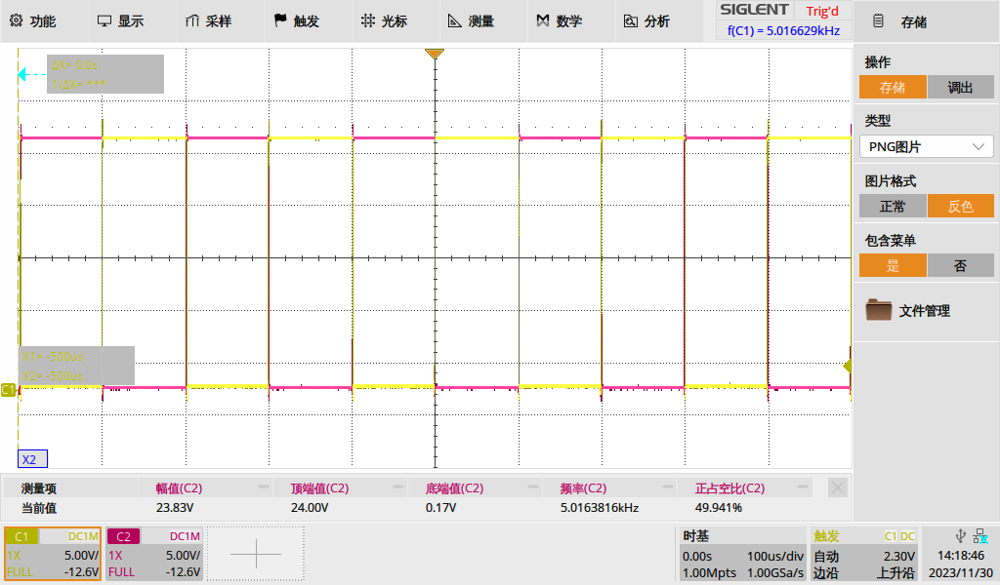 功能 显示 采样 触发 光标 测量 数学 分析 SIGLENT Trig'd 存储
f(C1) = 5.016629kHz
ΔX= 0.0s
1/ΔX= ***
操作
存储 调出
类型
PNG图片
图片格式
正常 反色
包含菜单
是 否
文件管理
X1= -500us
X2= -500us
C1
X2
测量项 幅值(C2) 顶端值(C2) 底端值(C2) 频率(C2) 正占空比(C2)
当前值 23.83V 24.00V 0.17V 5.0163816kHz 49.941%
C1 DC1M C2 DC1M 时基 触发 C1 DC
1X 5.00V/ 1X 5.00V/ 0.00s 100us/div 自动 2.30V 14:18:46
FULL -12.6V FULL -12.6V 1.00Mpts 1.00GSa/s 边沿 上升沿 2023/11/30